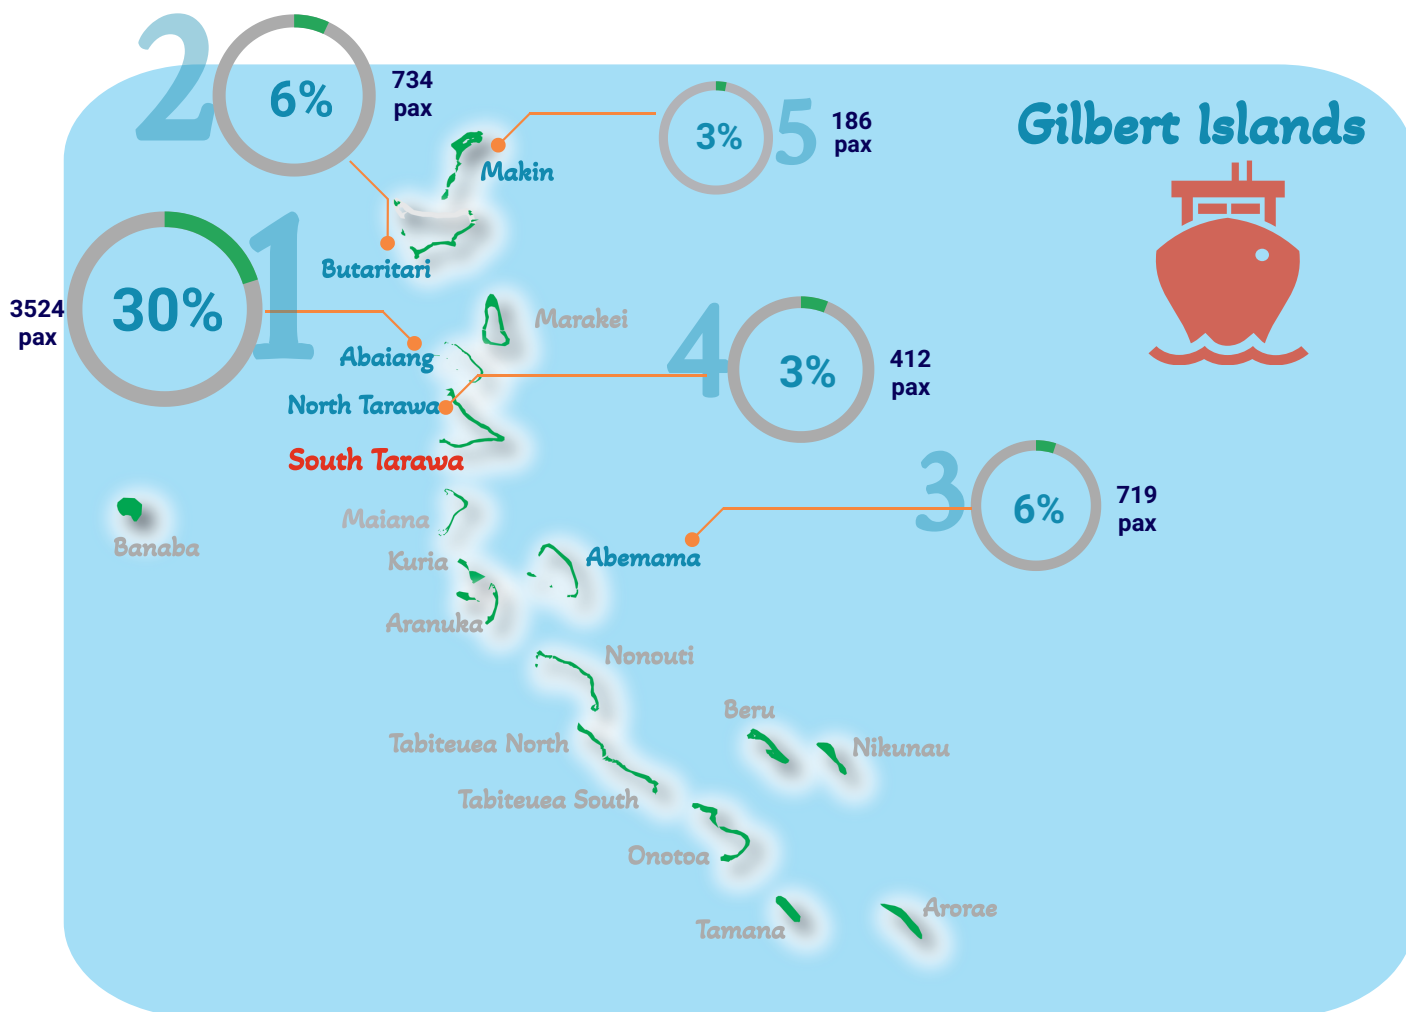 2
6%
734
pax
3%
5
186
pax
Gilbert Islands
Makin
Butaritari
30%
1
3524
pax
Marakei
Abaiang
4
3%
412
pax
North Tarawa
South Tarawa
3
6%
719
pax
Banaba
Maiana
Kuria
Abemama
Aranuka
Nonouti
Beru
Nikunau
Tabiteuea North
Tabiteuea South
Onotoa
Tamana
Arorae